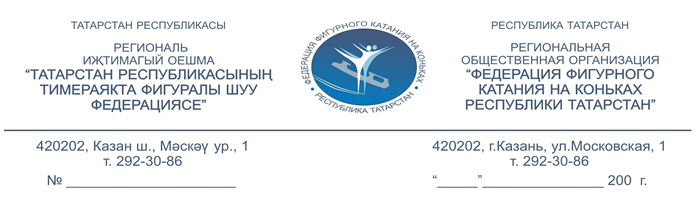 ТАТАРСТАН РЕСПУБЛИКАСЫ
РЕГИОНАЛЬ
ИҖТИМАГЫЙ ОЕШМА
“ТАТАРСТАН РЕСПУБЛИКАСЫНЫҢ
ТИМЕРАЯКТА ФИГУРАЛЫ ШУУ
ФЕДЕРАЦИЯСЕ”
ФЕДЕРАЦИЯ ФИГУРНОГО КАТАНИЯ НА КОНЬКАХ
РЕСПУБЛИКА ТАТАРСТАН
РЕСПУБЛИКА ТАТАРСТАН
РЕГИОНАЛЬНАЯ
ОБЩЕСТВЕННАЯ ОРГАНИЗАЦИЯ
“ФЕДЕРАЦИЯ ФИГУРНОГО
КАТАНИЯ НА КОНЬКАХ
РЕСПУБЛИКИ ТАТАРСТАН”
420202, Казан ш., Мәскәү ур., 1
т. 292-30-86
№ ______________________
420202, г.Казань, ул.Московская, 1
т. 292-30-86
“_____”________________ 200 г.